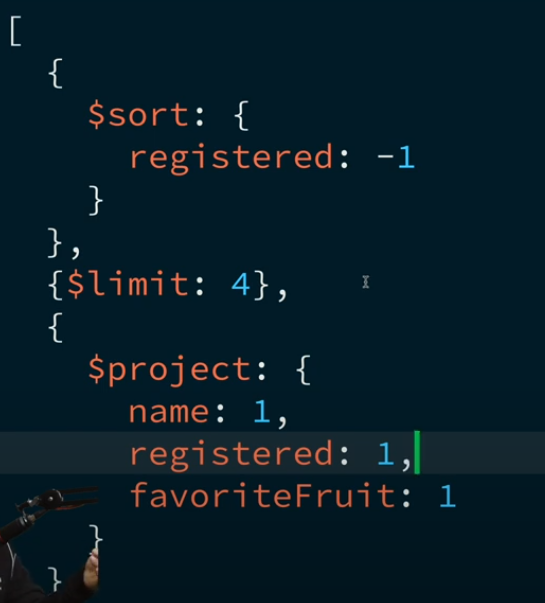 [
{
$sort: {
registered: -1
}
},
{$limit: 4},
{
$project: {
name: 1,
registered: 1,
favoriteFruit: 1
}
}